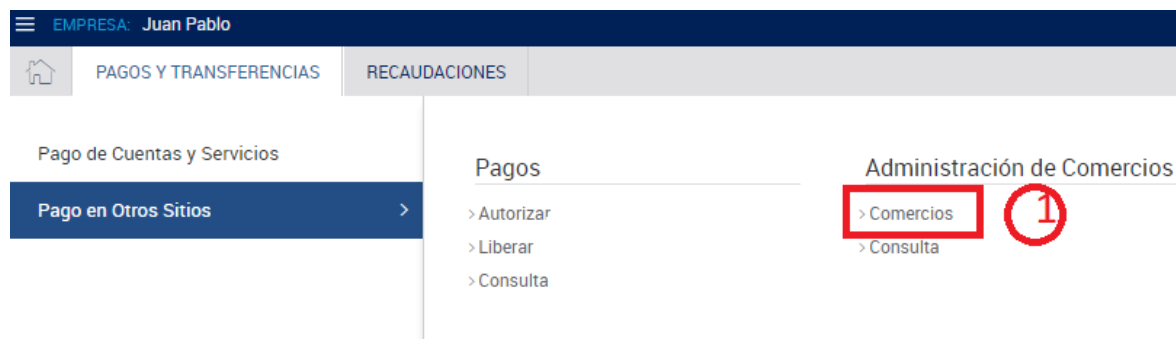 EMPRESA: Juan Pablo
PAGOS Y TRANSFERENCIAS RECAUDACIONES
Pago de Cuentas y Servicios
Pago en Otros Sitios >
Pagos
> Autorizar
> Liberar
> Consulta
Administración de Comercios
> Comercios 1
> Consulta